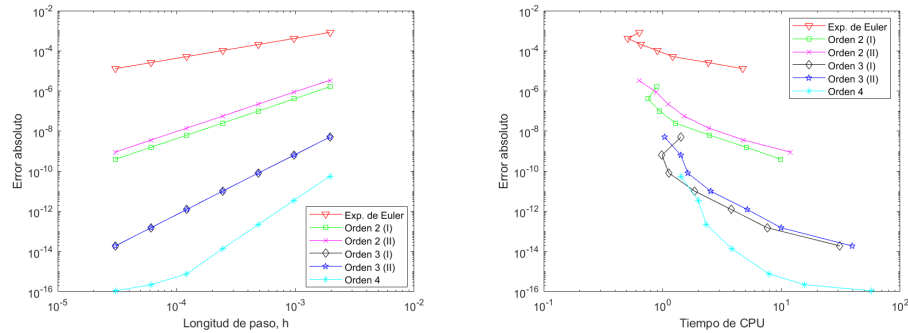 10^-2
10^-4
10^-6
10^-8
10^-10
10^-12
10^-14
10^-16
Error absoluto
10^-5
10^-4
10^-3
10^-2
Longitud de paso, h
Exp. de Euler
Orden 2 (I)
Orden 2 (II)
Orden 3 (I)
Orden 3 (II)
Orden 4
10^-2
10^-4
10^-6
10^-8
10^-10
10^-12
10^-14
10^-16
Error absoluto
10^-1
10^0
10^1
10^2
Tiempo de CPU
Exp. de Euler
Orden 2 (I)
Orden 2 (II)
Orden 3 (I)
Orden 3 (II)
Orden 4